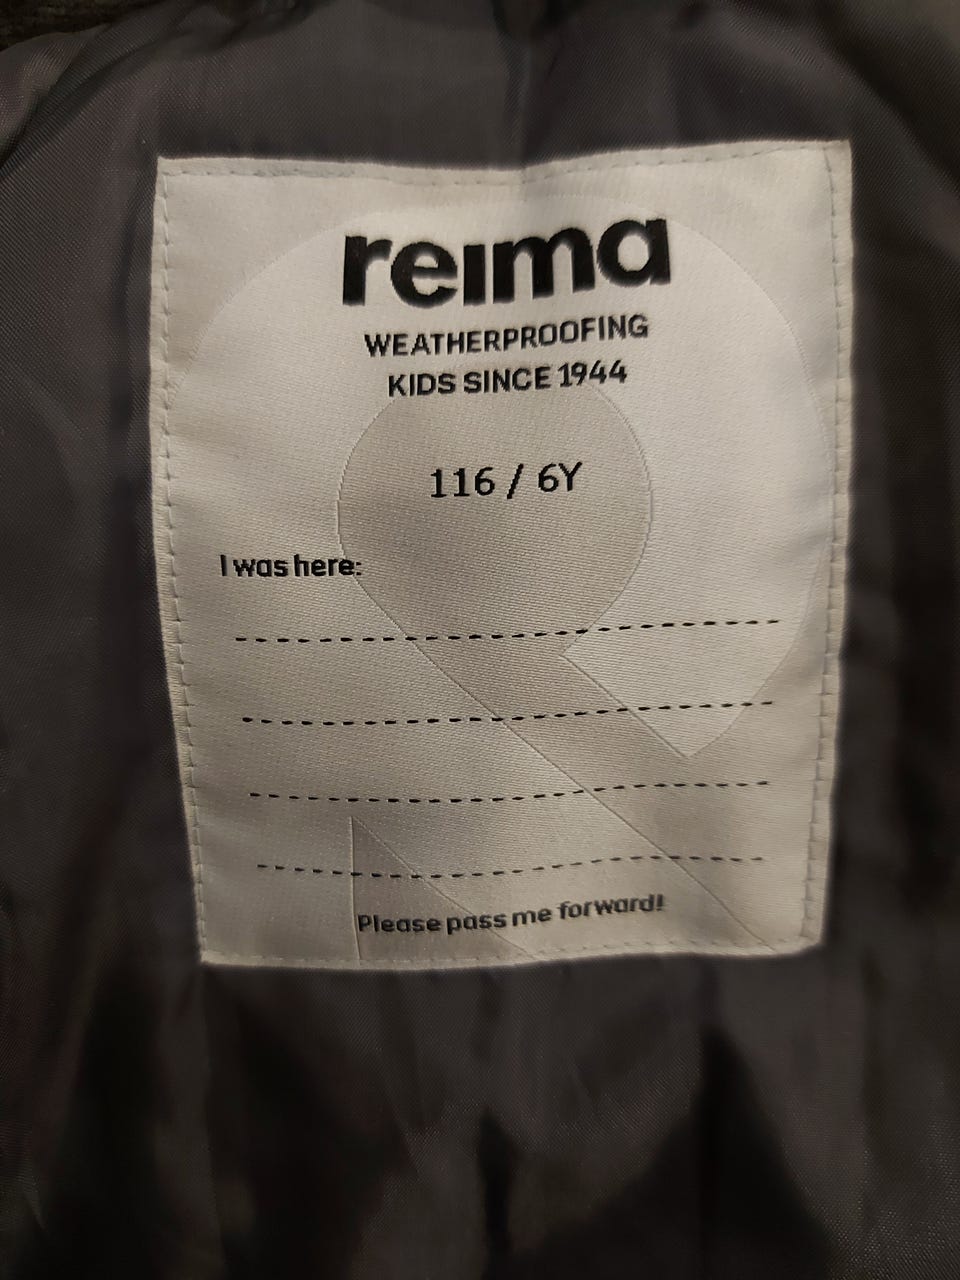 reima
WEATHERPROOFING
KIDS SINCE 1944
116 / 6Y
I was here:
Please pass me forward!